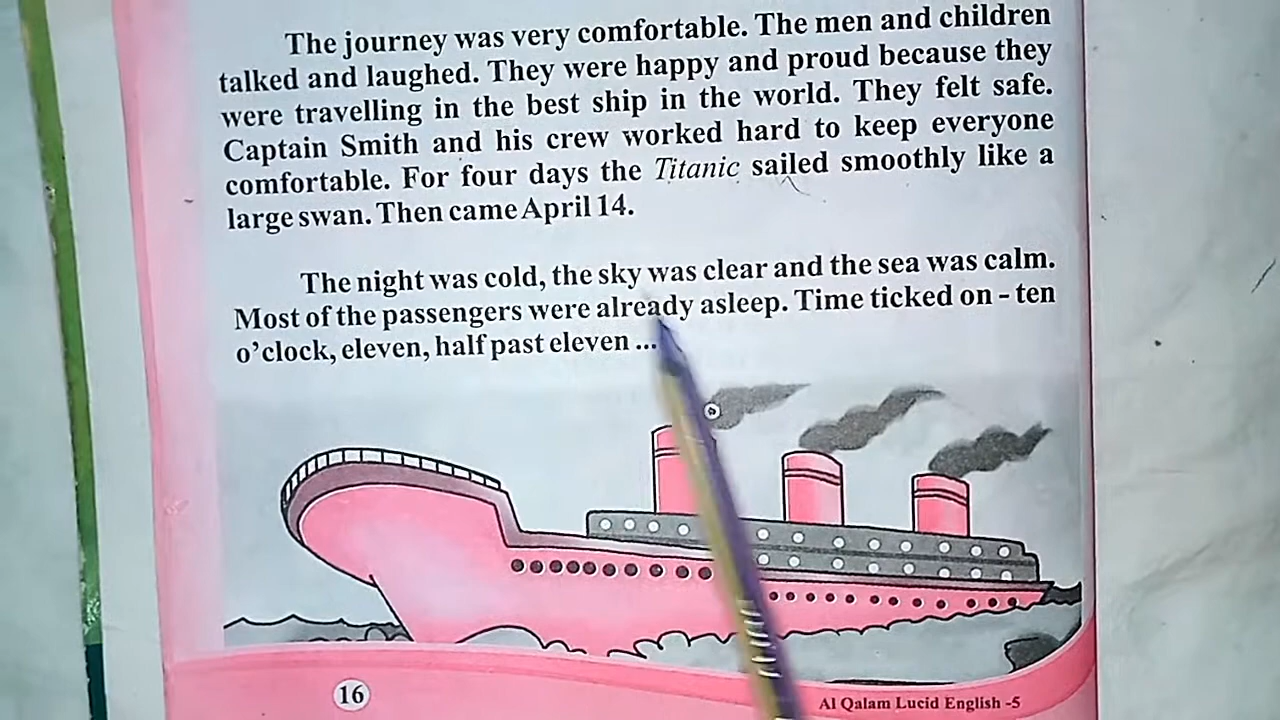 The journey was very comfortable. The men and children
talked and laughed. They were happy and proud because they
were travelling in the best ship in the world. They felt safe.
Captain Smith and his crew worked hard to keep everyone
comfortable. For four days the Titanic sailed smoothly like a
large swan. Then came April 14.
The night was cold, the sky was clear and the sea was calm.
Most of the passengers were already asleep. Time ticked on - ten
o'clock, eleven, half past eleven ...
16
Al Qalam Lucid English -5